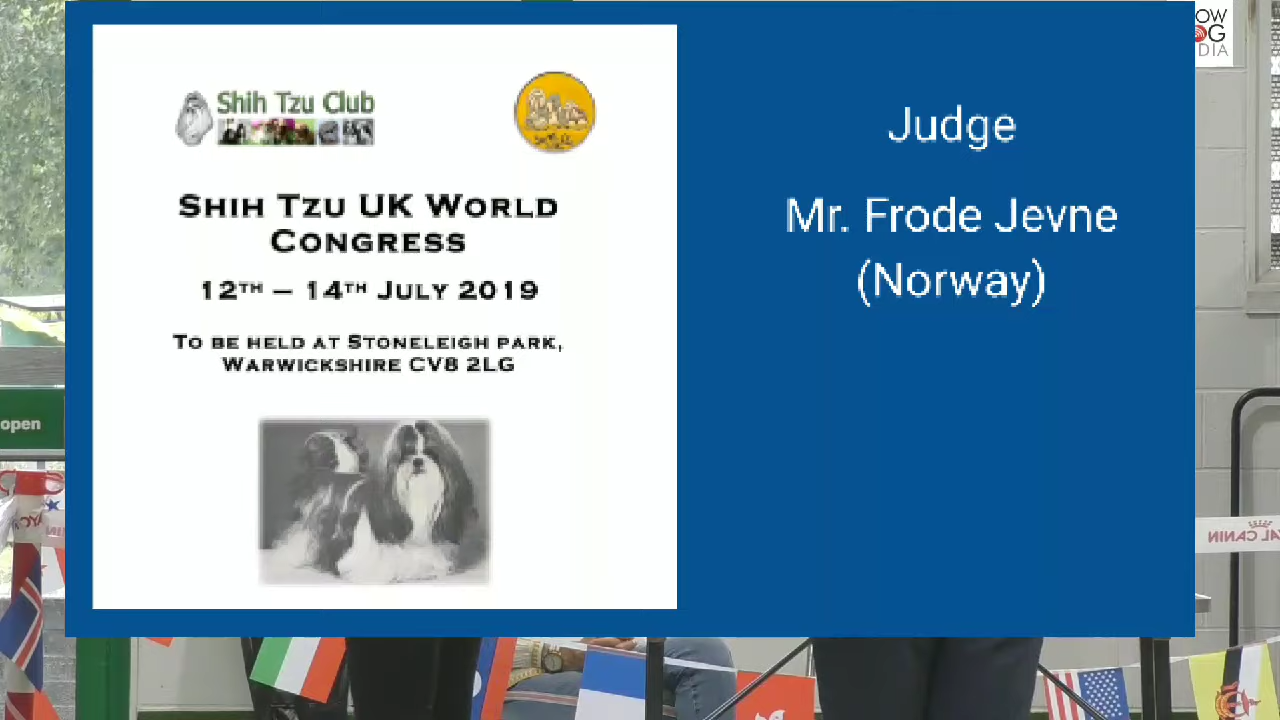 Shih Tzu Club
SHIH TZU UK WORLD
CONGRESS
12TH – 14TH JULY 2019
TO BE HELD AT STONELEIGH PARK,
WARWICKSHIRE CV8 2LG
Judge
Mr. Frode Jevne
(Norway)
open